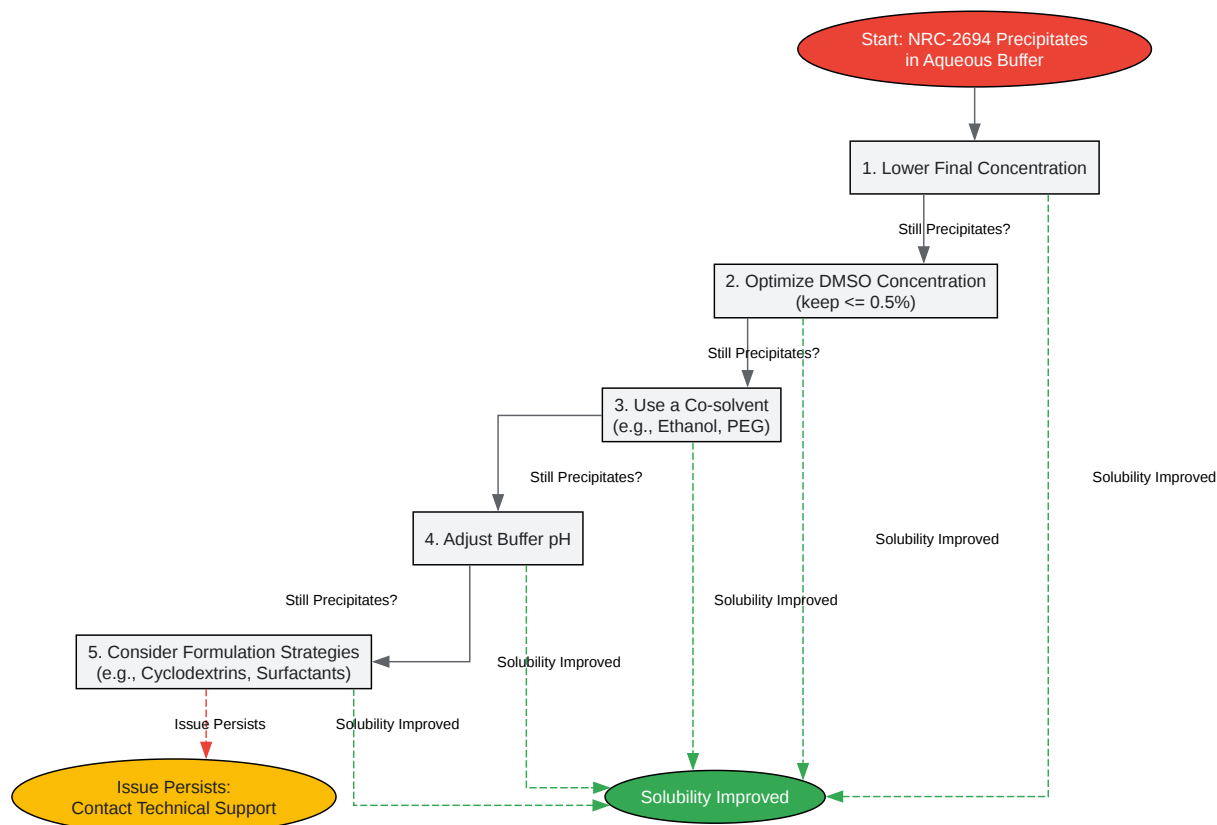 Start: NRC-2694 Precipitates
in Aqueous Buffer
1. Lower Final Concentration
Still Precipitates?
2. Optimize DMSO Concentration
(keep <= 0.5%)
Still Precipitates?
3. Use a Co-solvent
(e.g., Ethanol, PEG)
Still Precipitates?
Solubility Improved
4. Adjust Buffer pH
Solubility Improved
Still Precipitates?
Solubility Improved
5. Consider Formulation Strategies
(e.g., Cyclodextrins, Surfactants)
Solubility Improved
Issue Persists
Solubility Improved
Issue Persists:
Contact Technical Support
Solubility Improved